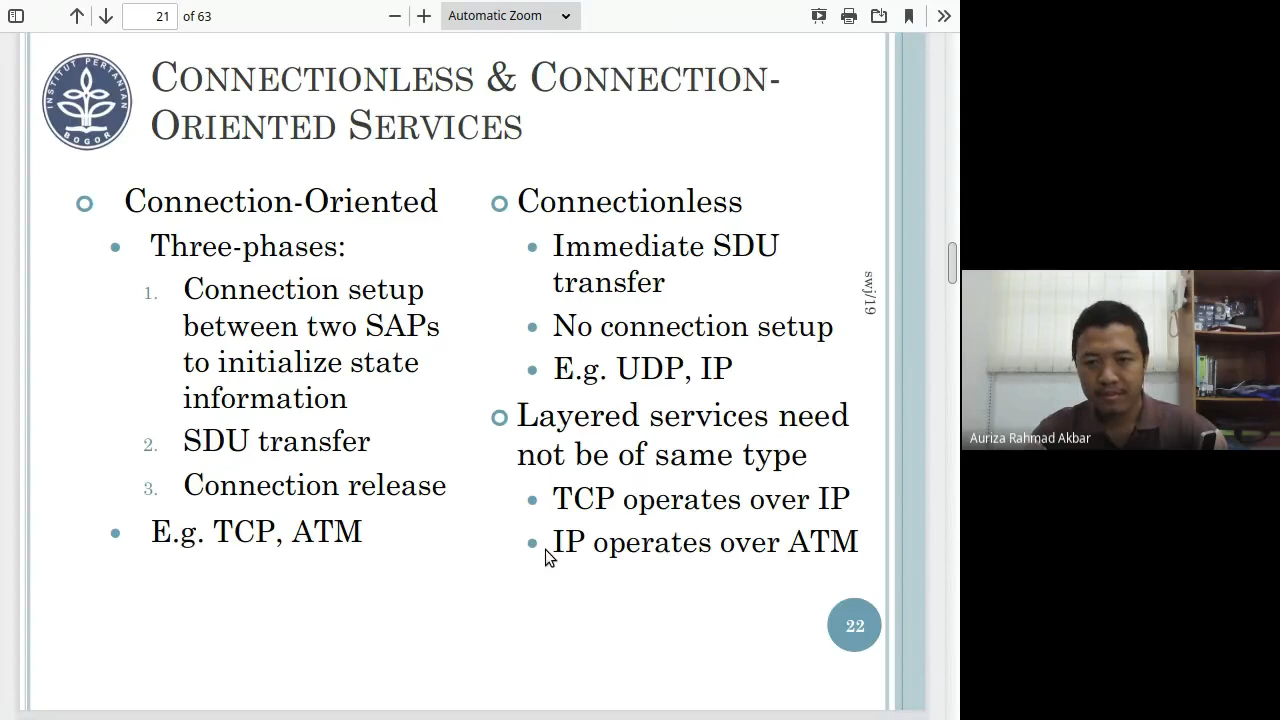 21 of 63
Automatic Zoom
INSTITUT PERTANIAN
BOGOR
CONNECTIONLESS & CONNECTION-
ORIENTED SERVICES
Connection-Oriented
Three-phases:
1. Connection setup
between two SAPs
to initialize state
information
2. SDU transfer
3. Connection release
E.g. TCP, ATM
Connectionless
Immediate SDU
transfer
No connection setup
E.g. UDP, IP
Layered services need
not be of same type
TCP operates over IP
IP operates over ATM
swj/19
22
Auriza Rahmad Akbar